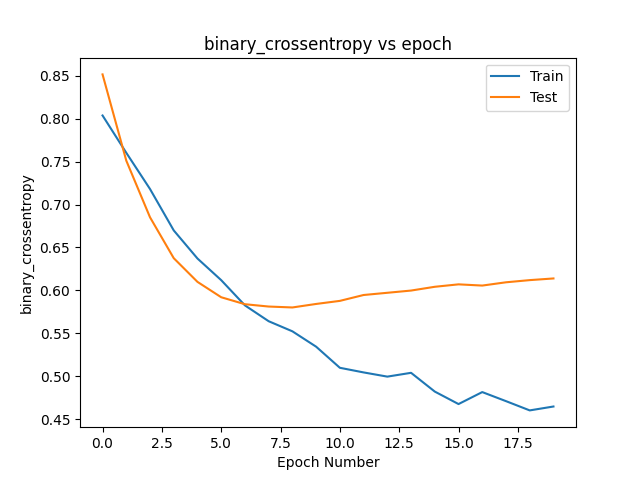 binary_crossentropy vs epoch
Train
Test
binary_crossentropy
0.85
0.80
0.75
0.70
0.65
0.60
0.55
0.50
0.45
0.0 2.5 5.0 7.5 10.0 12.5 15.0 17.5
Epoch Number